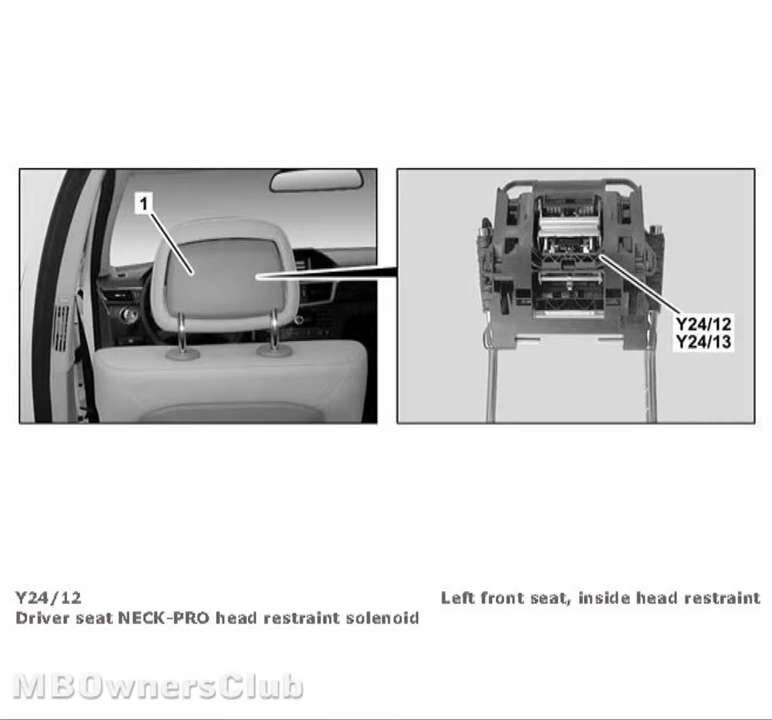 1
Y24/12
Y24/13
Y24/12
Left front seat, inside head restraint
Driver seat NECK-PRO head restraint solenoid
MBOwnersClub